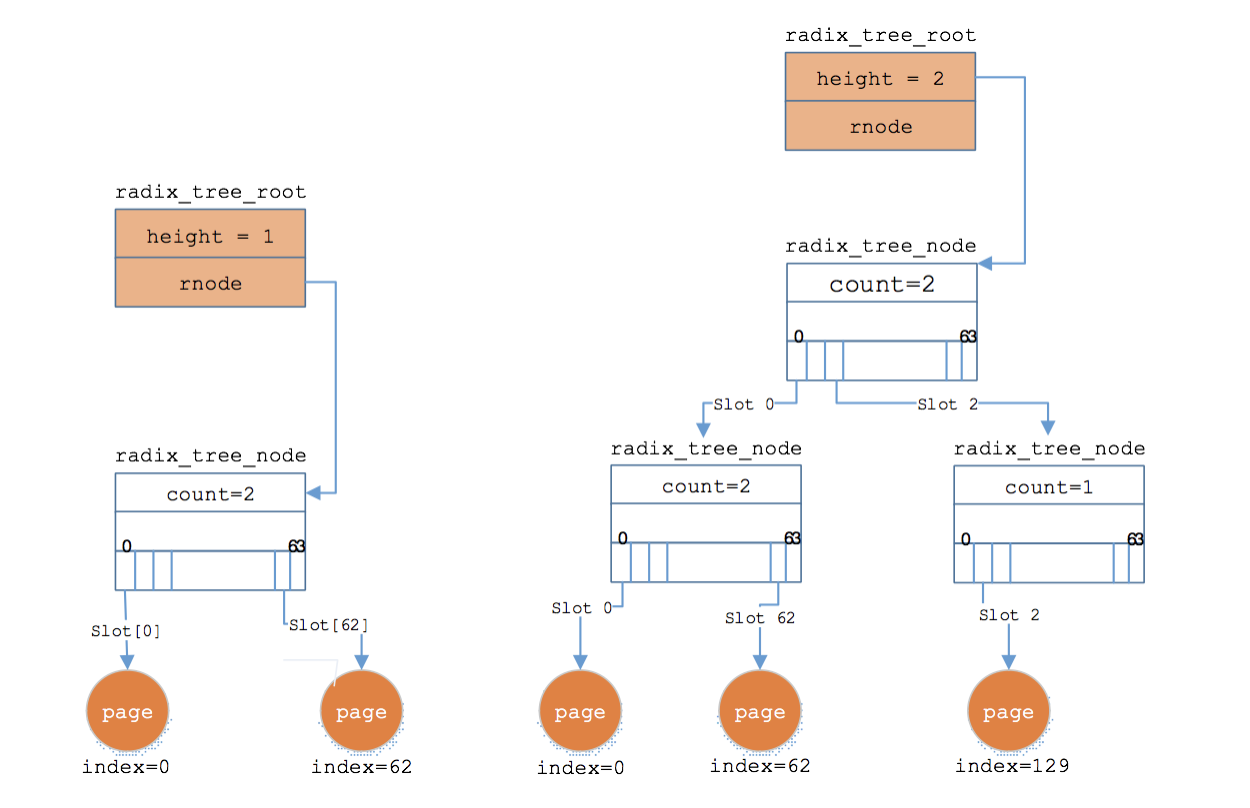 radix_tree_root
height = 1
rnode
radix_tree_node
count=2
0 63
Slot[0] Slot[62]
page page
index=0 index=62
radix_tree_root
height = 2
rnode
radix_tree_node
count=2
0 63
Slot 0 Slot 2
radix_tree_node radix_tree_node
count=2 count=1
0 63 0 63
Slot 0 Slot 62 Slot 2
page page page
index=0 index=62 index=129